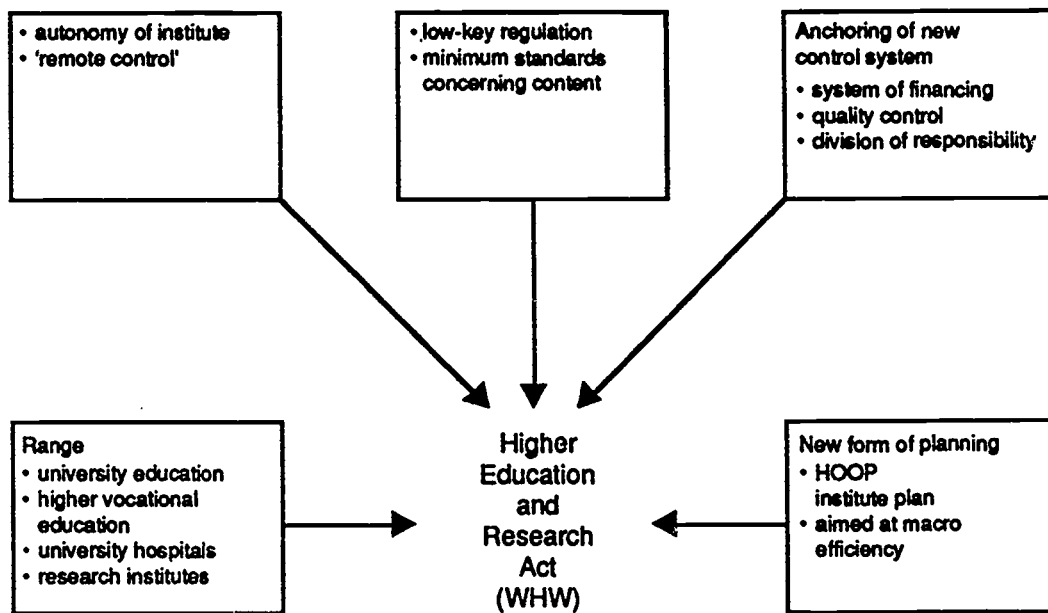 • autonomy of institute
• 'remote control'
• low-key regulation
• minimum standards
concerning content
Anchoring of new
control system
• system of financing
• quality control
• division of responsibility
Range
• university education
• higher vocational
education
• university hospitals
• research institutes
Higher
Education
and
Research
Act
(WHW)
New form of planning
• HOOP
institute plan
• aimed at macro
efficiency